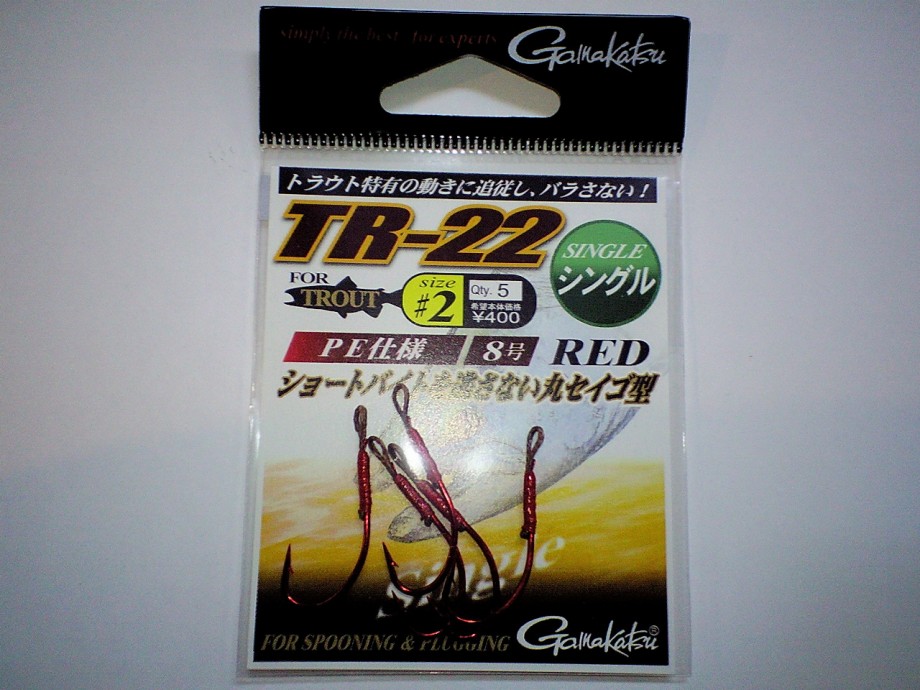 simply the best for experts
Gamakatsu
トラウト特有の動きに追従し、バラさない!
TR-22
SINGLE
シングル
FOR
TROUT
size
#2
Qty. 5
希望本体価格
¥400
PE仕様
8号
RED
ショートバイトを逃さない丸セイゴ型
Single
FOR SPOONING & PLUGGING
Gamakatsu®